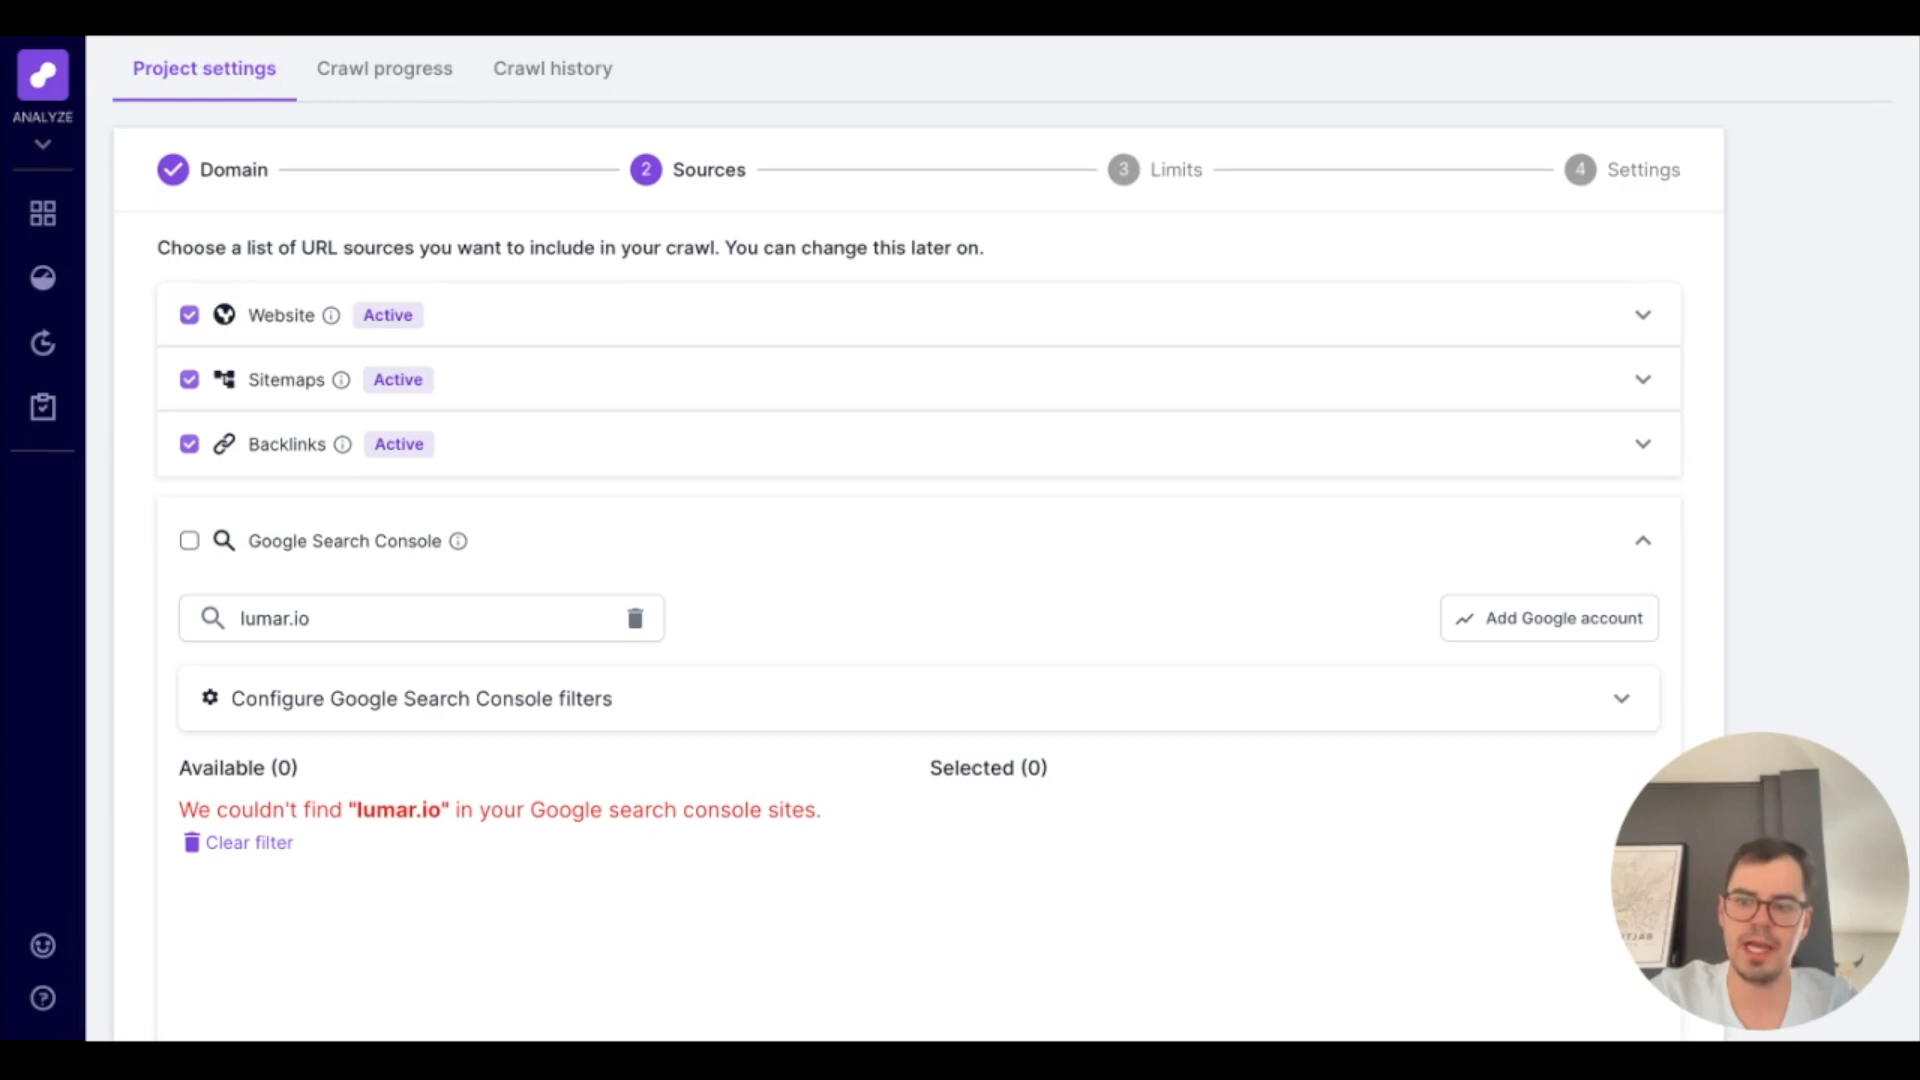 Project settings
Crawl progress
Crawl history
ANALYZE
Domain
2 Sources
3 Limits
4 Settings
Choose a list of URL sources you want to include in your crawl. You can change this later on.
Website Active
Sitemaps Active
Backlinks Active
Google Search Console
lumar.io
Add Google account
Configure Google Search Console filters
Available (0)
Selected (0)
We couldn't find "lumar.io" in your Google search console sites.
Clear filter